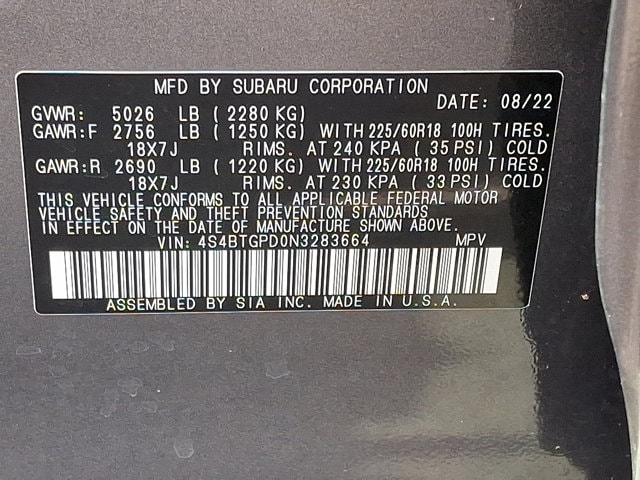 MFD BY SUBARU CORPORATION
DATE: 08/22
GVWR: 5026 LB ( 2280 KG)
GAWR:F 2756 LB ( 1250 KG) WITH 225/60R18 100H TIRES.
18X7J RIMS. AT 240 KPA ( 35 PSI) COLD
GAWR:R 2690 LB ( 1220 KG) WITH 225/60R18 100H TIRES.
18X7J RIMS. AT 230 KPA ( 33 PSI) COLD
THIS VEHICLE CONFORMS TO ALL APPLICABLE FEDERAL MOTOR
VEHICLE SAFETY AND THEFT PREVENTION STANDARDS
IN EFFECT ON THE DATE OF MANUFACTURE SHOWN ABOVE.
VIN: 4S4BTGPD0N3283664 MPV
ASSEMBLED BY SIA INC. MADE IN U.S.A.